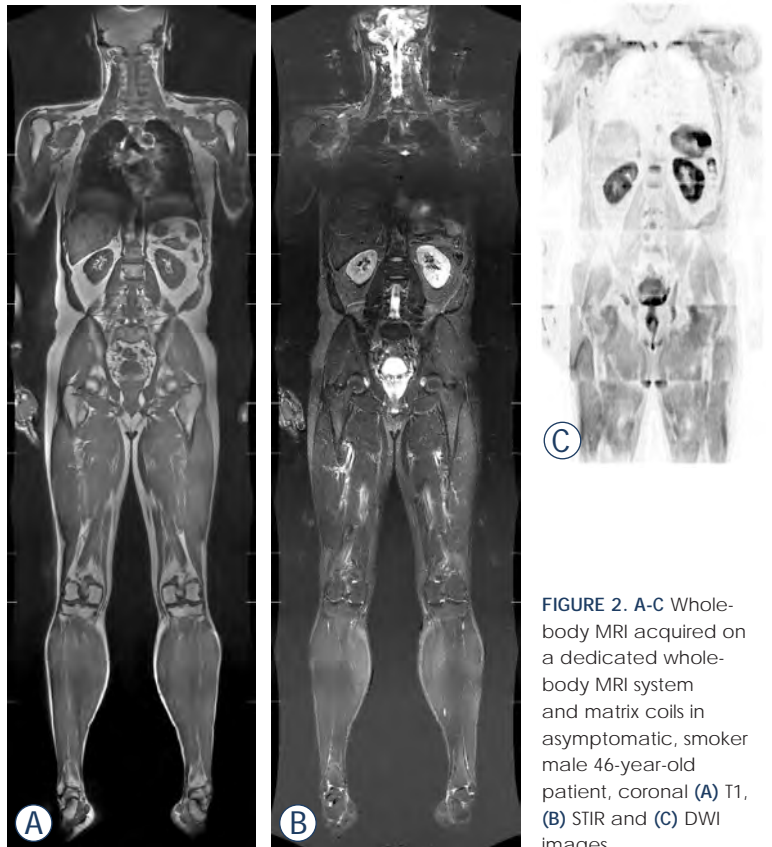 A
B
C
FIGURE 2. A-C Whole-
body MRI acquired on
a dedicated whole-
body MRI system
and matrix coils in
asymptomatic, smoker
male 46-year-old
patient, coronal (A) T1,
(B) STIR and (C) DWI
images.